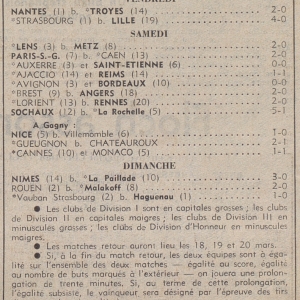 VENDREDI
NANTES (1) b. *TROYES (14) 2-0
*STRASBOURG (1) b. LILLE (19) 4-0
SAMEDI
*LENS (3) b. METZ (8) 2-0
PARIS-S.-G. (7) b. *CAEN (13) 2-0
*AUXERRE (3) et SAINT-ETIENNE (6) 0-0
*AJACCIO (14) et REIMS (14) 1-1
*AVIGNON (3) et BORDEAUX (10) 0-0
*BREST (9) b. ANGERS (18) 2-0
*LORIENT (13) b. RENNES (20) 2-0
SOCHAUX (12) b. *La Rochelle (5) 5-1
A Gagny :
NICE (5) b. Villemomble (6) 1-0
*GUEUGNON b. CHATEAUROUX 2-1
*CANNES (10) et MONACO (5) 1-1
DIMANCHE
NIMES (14) b. *La Paillade (10) 3-0
ROUEN (2) b. *Malakoff (8) 2-0
*Vauban Strasbourg (2) b. Haguenau (1) 1-0
● Les clubs de Division I sont en capitales grasses ; les clubs
de Division II en capitales maigres ; les clubs de Division III en
minuscules grasses ; les clubs de Division d'Honneur en minuscules
maigres.
● Les matches retour auront lieu les 18, 19 et 20 mars.
● Si, à la fin du match retour, les deux équipes sont à éga-
lité sur l'ensemble des deux matches — égalité au score, égalité
au nombre de buts marqués à l'extérieur — on jouera une prolonga-
tion de trente minutes. Si, au terme de cette prolongation,
l'égalité subsiste, le vainqueur sera désigné par l'épreuve des tirs